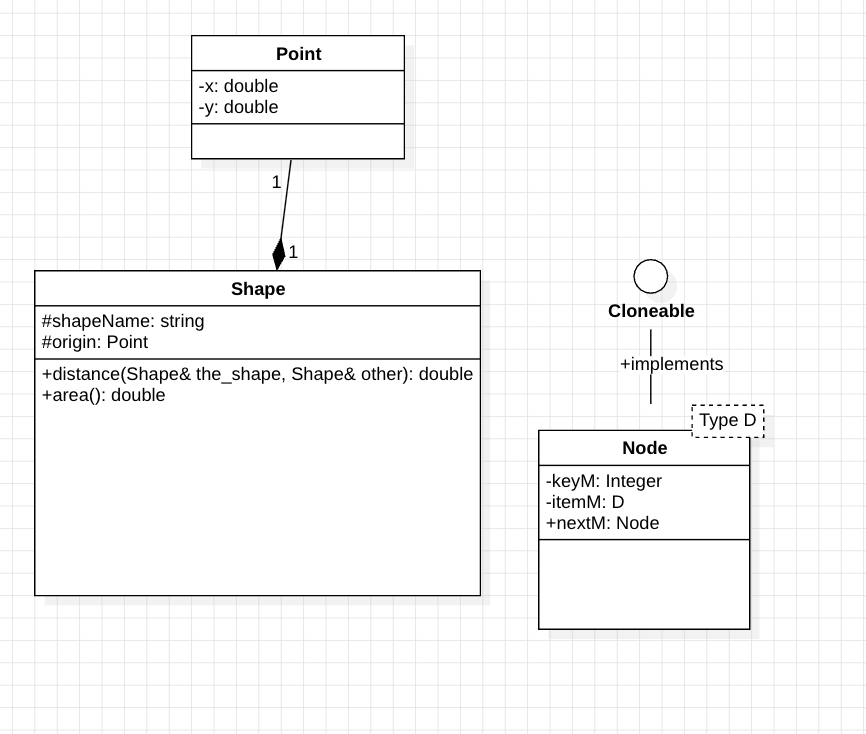 Point
-x: double
-y: double
1
1
Shape
#shapeName: string
#origin: Point
+distance(Shape& the_shape, Shape& other): double
+area(): double
Cloneable
+implements
Type D
Node
-keyM: Integer
-itemM: D
+nextM: Node